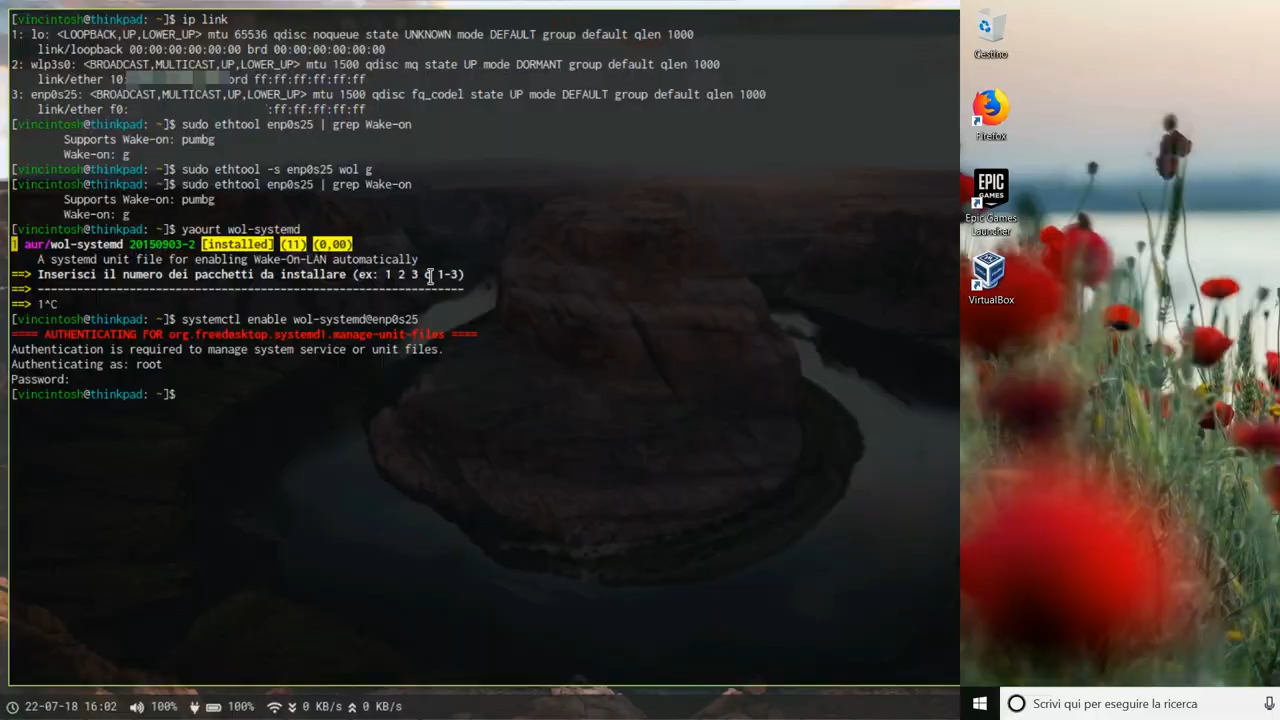 [vincintosh@thinkpad: ~]$ ip link
1: lo: <LOOPBACK,UP,LOWER_UP> mtu 65536 qdisc noqueue state UNKNOWN mode DEFAULT group default qlen 1000
link/loopback 00:00:00:00:00:00 brd 00:00:00:00:00:00
2: wlp3s0: <BROADCAST,MULTICAST,UP,LOWER_UP> mtu 1500 qdisc mq state UP mode DORMANT group default qlen 1000
link/ether 10: brd ff:ff:ff:ff:ff:ff
3: enp0s25: <BROADCAST,MULTICAST,UP,LOWER_UP> mtu 1500 qdisc fq_codel state UP mode DEFAULT group default qlen 1000
link/ether f0: :ff:ff:ff:ff:ff
[vincintosh@thinkpad: ~]$ sudo ethtool enp0s25 | grep Wake-on
Supports Wake-on: pumbg
Wake-on: g
[vincintosh@thinkpad: ~]$ sudo ethtool -s enp0s25 wol g
[vincintosh@thinkpad: ~]$ sudo ethtool enp0s25 | grep Wake-on
Supports Wake-on: pumbg
Wake-on: g
[vincintosh@thinkpad: ~]$ yaourt wol-systemd
1 aur/wol-systemd 20150903-2 [installed] (11) (0,00)
A systemd unit file for enabling Wake-On-LAN automatically
==> Inserisci il numero dei pacchetti da installare (ex: 1 2 3 1-3)
==> ----------------------------------------------------------------
==> 1^C
[vincintosh@thinkpad: ~]$ systemctl enable wol-systemd@enp0s25
==== AUTHENTICATING FOR org.freedesktop.systemd1.manage-unit-files ====
Authentication is required to manage system service or unit files.
Authenticating as: root
Password:
[vincintosh@thinkpad: ~]$
22-07-18 16:02 100% 100% 0 KB/s 0 KB/s
Cestino
Firefox
EPIC
GAMES
Epic Games
Launcher
VirtualBox
Scrivi qui per eseguire la ricerca